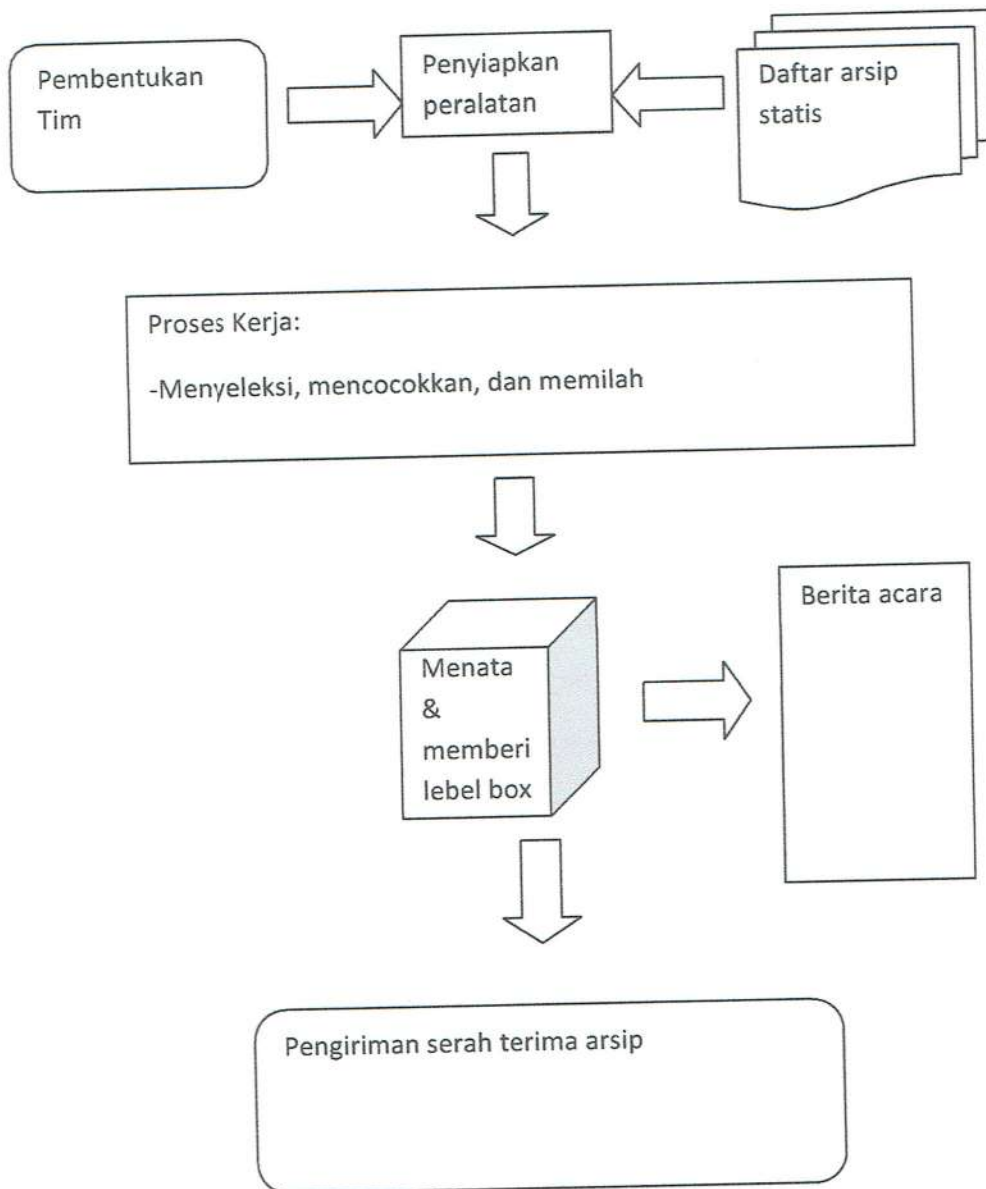 Pembentukan
Tim
Penyiapkan
peralatan
Daftar arsip
statis
Proses Kerja:
-Menyeleksi, mencocokkan, dan memilah
Menata
&
memberi
lebel box
Berita acara
Pengiriman serah terima arsip